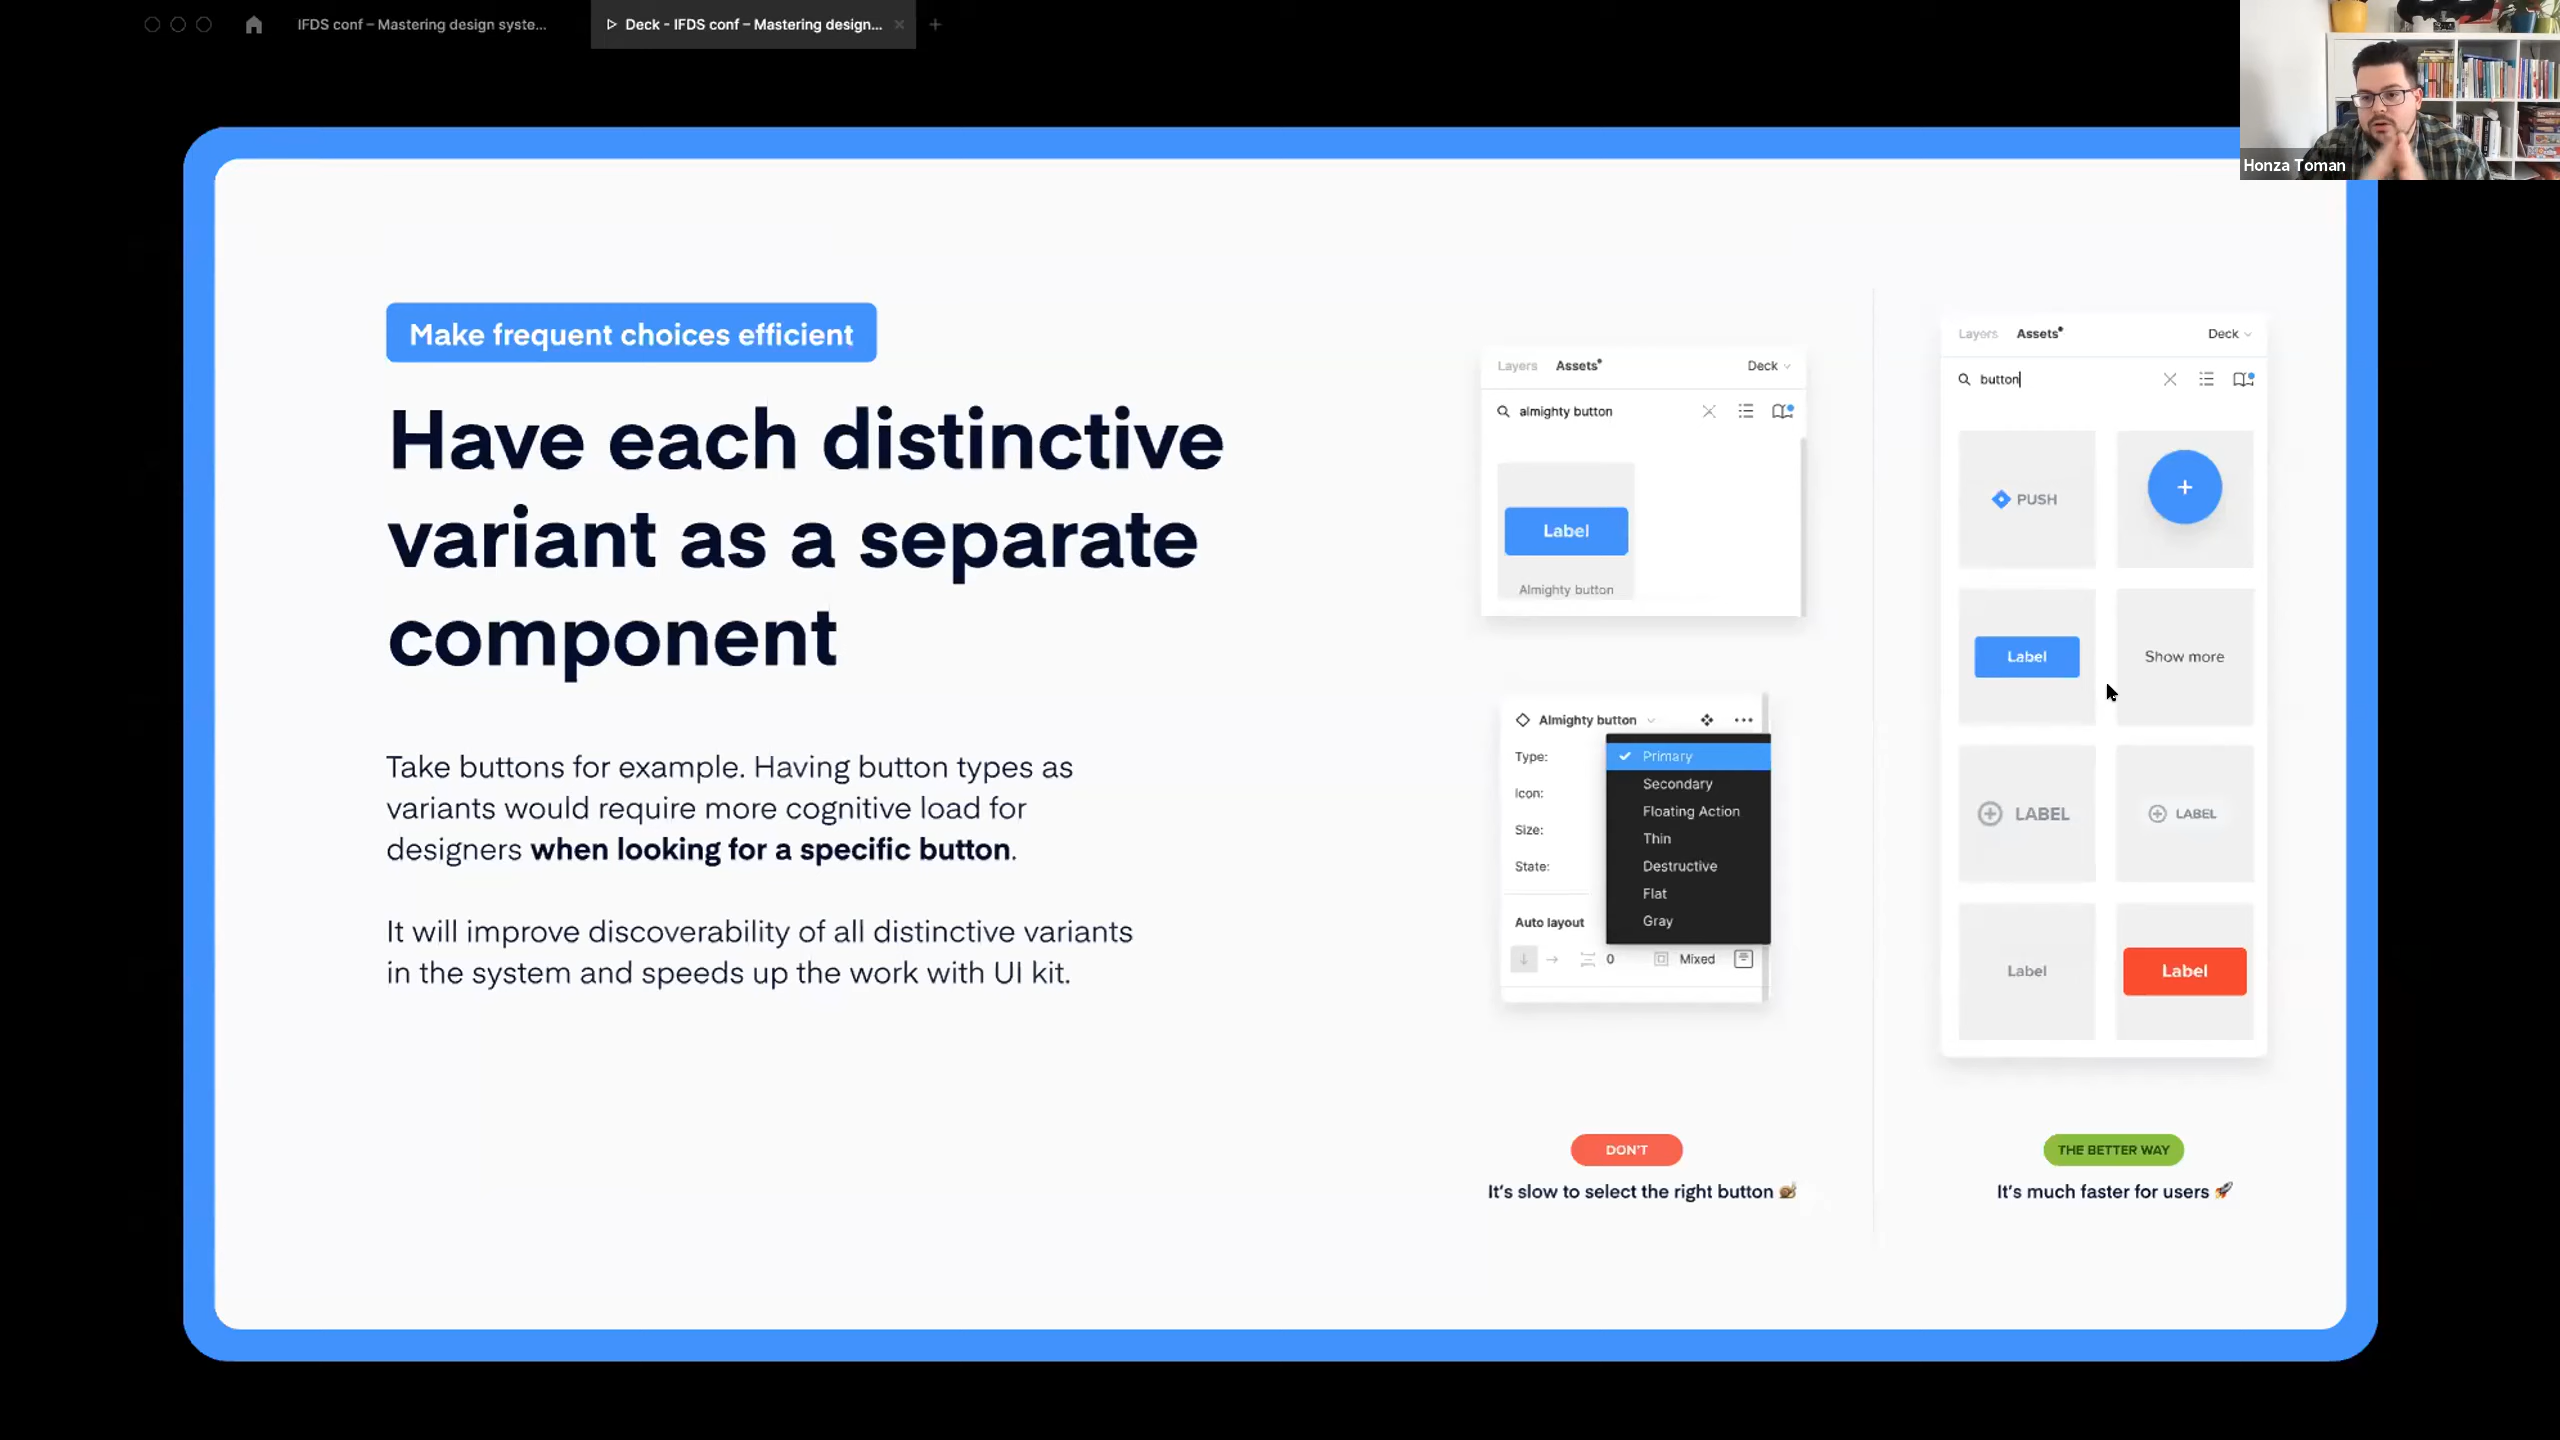 IFDS conf – Mastering design syste...
Deck - IFDS conf – Mastering design...
Honza Toman
Make frequent choices efficient
Have each distinctive
variant as a separate
component
Take buttons for example. Having button types as
variants would require more cognitive load for
designers when looking for a specific button.
It will improve discoverability of all distinctive variants
in the system and speeds up the work with UI kit.
Layers Assets Deck
almighty button
Label
Almighty button
Almighty button
Type:
Icon:
Size:
State:
Primary
Secondary
Floating Action
Thin
Destructive
Flat
Gray
Auto layout
0 Mixed
DON'T
It's slow to select the right button 🐌
Layers Assets Deck
button
PUSH
+
Label
Show more
LABEL
LABEL
Label
Label
THE BETTER WAY
It's much faster for users 🚀